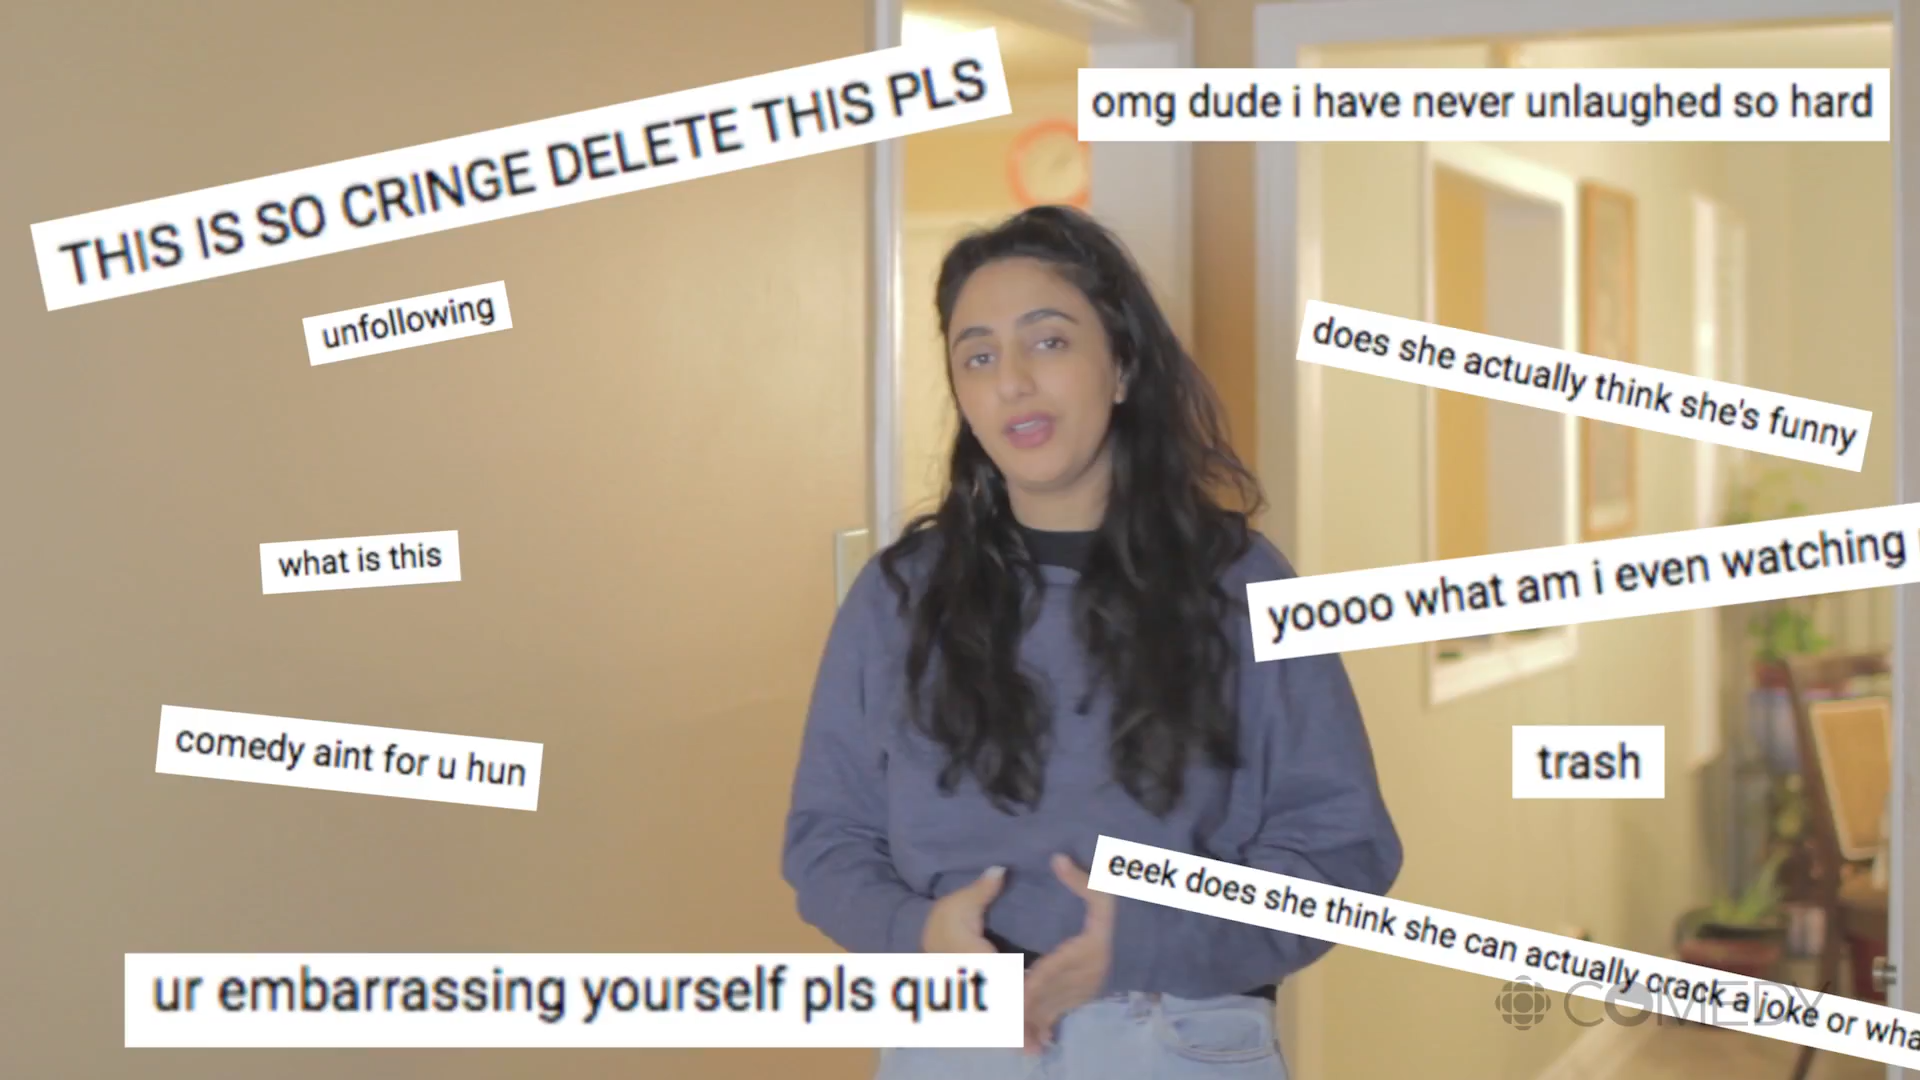 THIS IS SO CRINGE DELETE THIS PLS
omg dude i have never unlaughed so hard
unfollowing
does she actually think she's funny
what is this
yoooo what am i even watching
comedy aint for u hun
trash
eeek does she think she can actually crack a joke or wha
ur embarrassing yourself pls quit
COMEDY